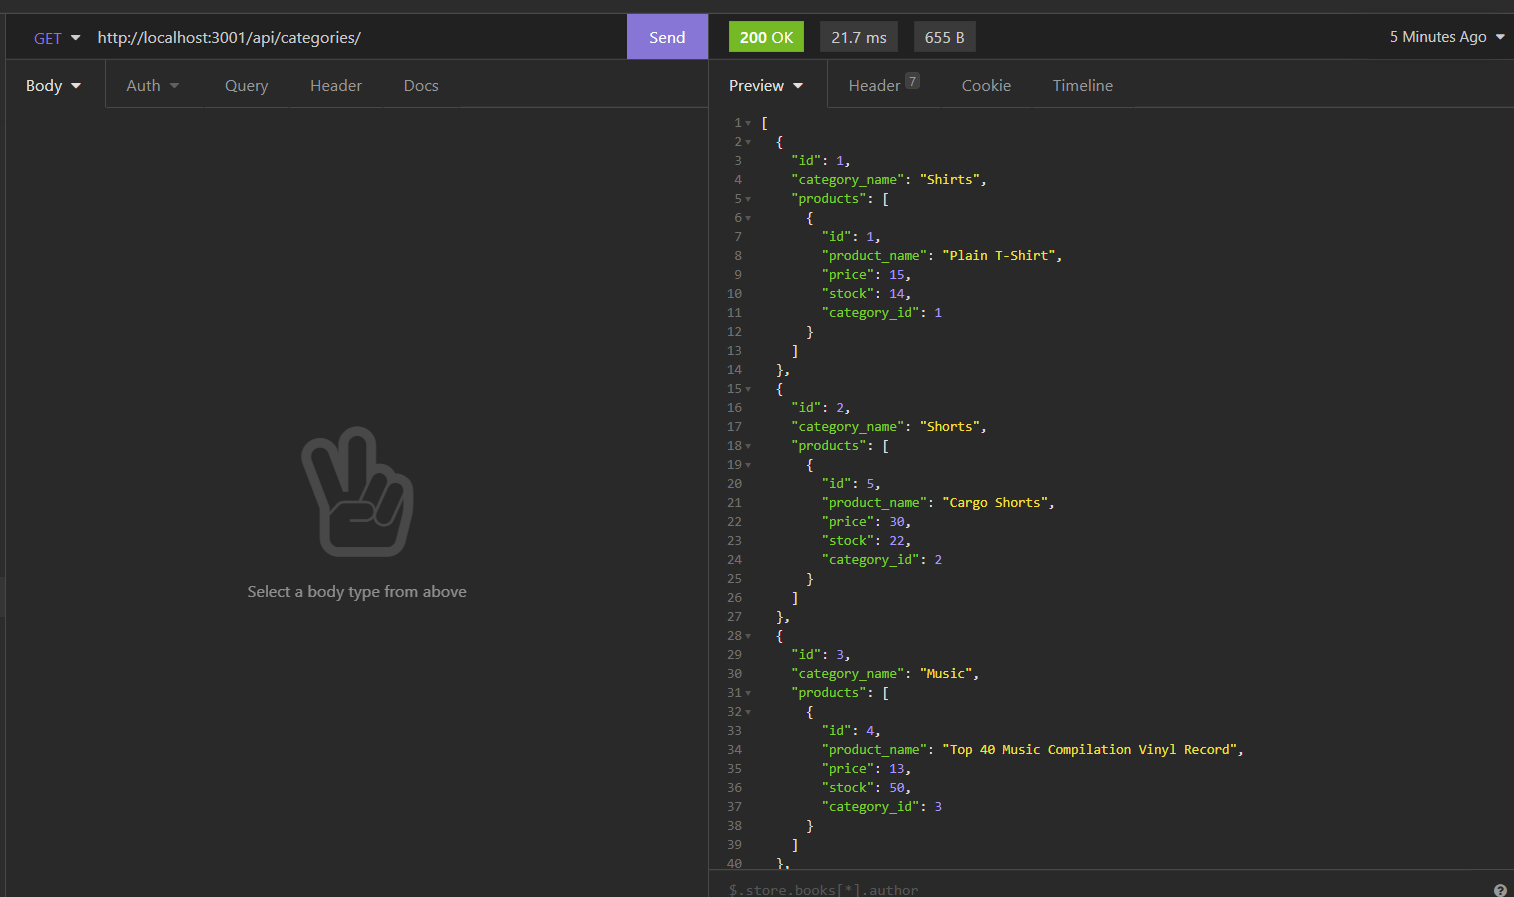 GET http://localhost:3001/api/categories/ Send 200 OK 21.7 ms 655 B 5 Minutes Ago
Body Auth Query Header Docs
Select a body type from above
Preview Header 7 Cookie Timeline
1 [
2 {
3 "id": 1,
4 "category_name": "Shirts",
5 "products": [
6 {
7 "id": 1,
8 "product_name": "Plain T-Shirt",
9 "price": 15,
10 "stock": 14,
11 "category_id": 1
12 }
13 ]
14 },
15 {
16 "id": 2,
17 "category_name": "Shorts",
18 "products": [
19 {
20 "id": 5,
21 "product_name": "Cargo Shorts",
22 "price": 30,
23 "stock": 22,
24 "category_id": 2
25 }
26 ]
27 },
28 {
29 "id": 3,
30 "category_name": "Music",
31 "products": [
32 {
33 "id": 4,
34 "product_name": "Top 40 Music Compilation Vinyl Record",
35 "price": 13,
36 "stock": 50,
37 "category_id": 3
38 }
39 ]
40 },
$.store.books[*].author ?